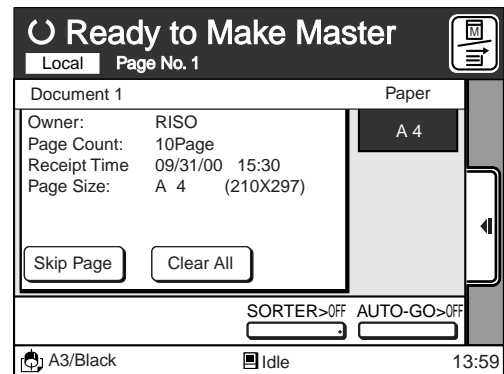 Ready to Make Master
Local Page No. 1
M
Document 1 Paper
Owner: RISO A 4
Page Count: 10Page
Receipt Time 09/31/00 15:30
Page Size: A 4 (210X297)
Skip Page Clear All
SORTER>OFF AUTO-GO>OFF
A3/Black Idle 13:59